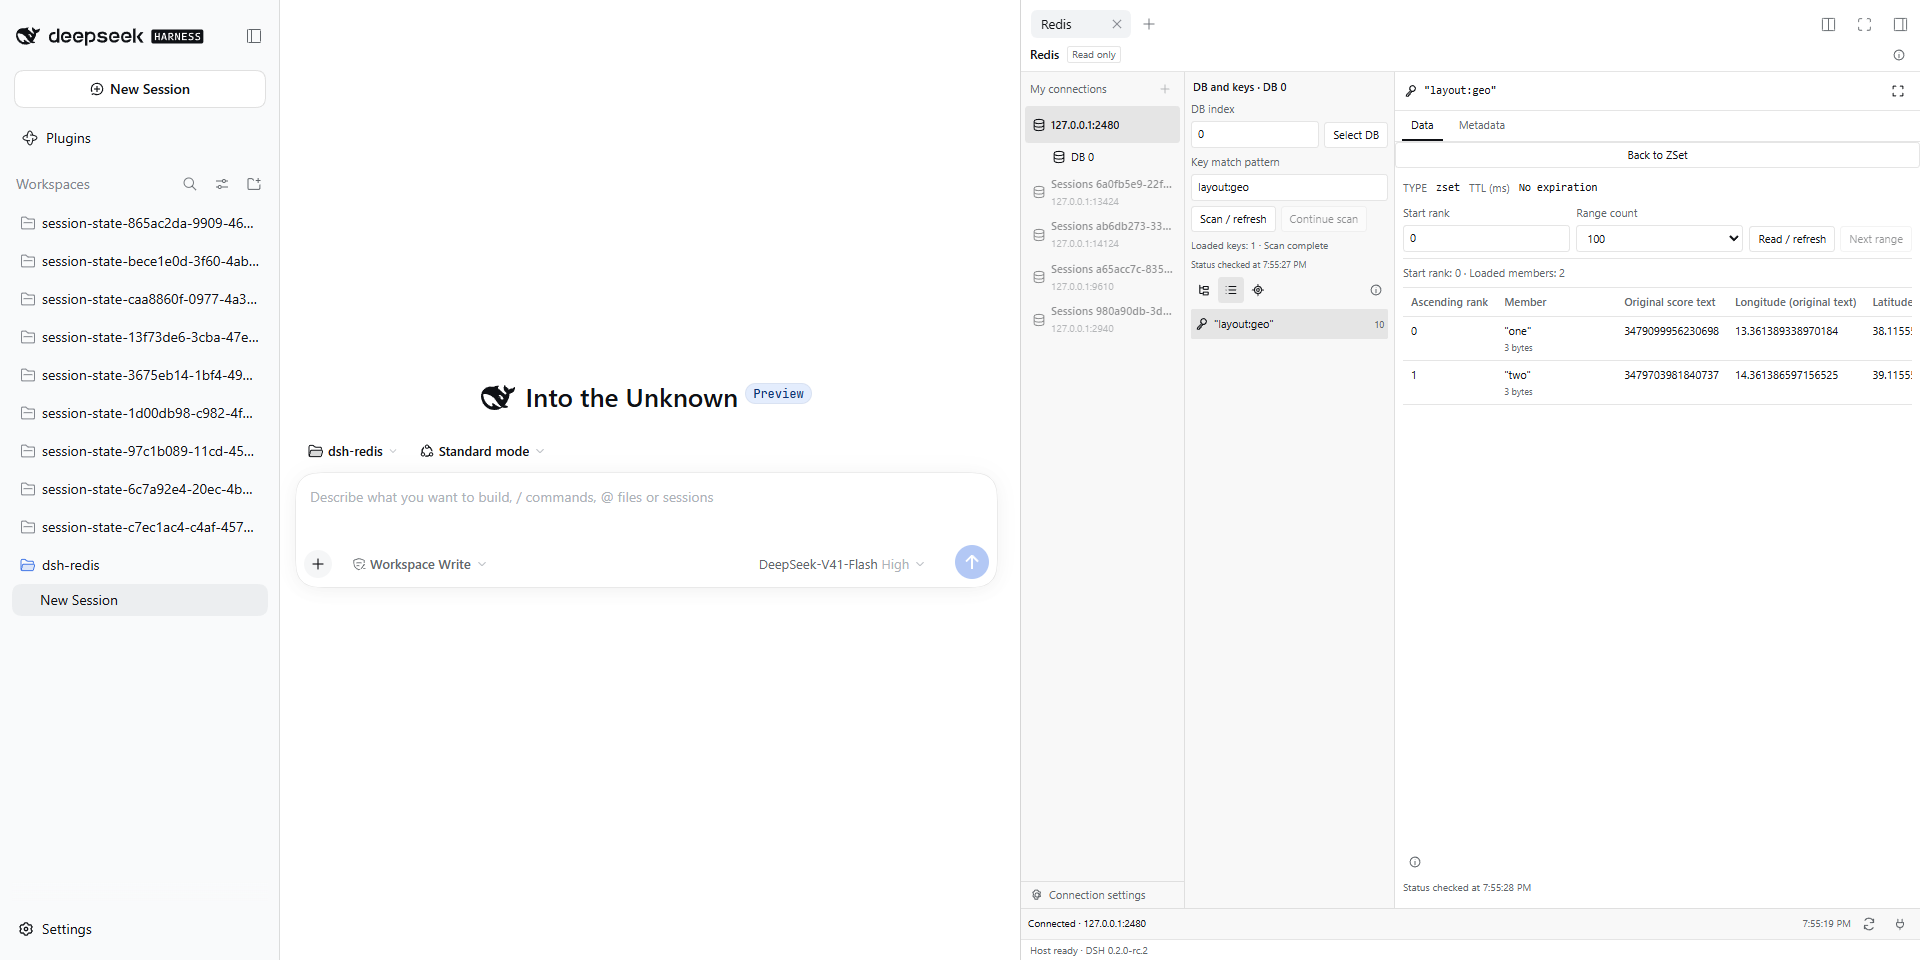 deepseek HARNESS
New Session
Plugins
Workspaces
session-state-865ac2da-9909-46...
session-state-bece1e0d-3f60-4ab...
session-state-caa8860f-0977-4a3...
session-state-13f73de6-3cba-47e...
session-state-3675eb14-1bf4-49...
session-state-1d00db98-c982-4f...
session-state-97c1b089-11cd-45...
session-state-6c7a92e4-20ec-4b...
session-state-c7ec1ac4-c4af-457...
dsh-redis
New Session
Settings
Into the Unknown Preview
dsh-redis Standard mode
Describe what you want to build, / commands, @ files or sessions
Workspace Write DeepSeek-V41-Flash High
Redis
Redis Read only
My connections
127.0.0.1:2480
DB 0
Sessions 6a0fb5e9-22f...
127.0.0.1:13424
Sessions ab6db273-33...
127.0.0.1:14124
Sessions a65acc7c-835...
127.0.0.1:9610
Sessions 980a90db-3d...
127.0.0.1:2940
Connection settings
DB and keys · DB 0
DB index
0 Select DB
Key match pattern
layout:geo
Scan / refresh Continue scan
Loaded keys: 1 · Scan complete
Status checked at 7:55:27 PM
"layout:geo" 10
"layout:geo"
Data Metadata
Back to ZSet
TYPE zset TTL (ms) No expiration
Start rank Range count
0 100 Read / refresh Next range
Start rank: 0 · Loaded members: 2
Ascending rank Member Original score text Longitude (original text) Latitude
0 "one" 3479099956230698 13.361389338970184 38.1155
3 bytes
1 "two" 3479703981840737 14.361386597156525 39.1155
3 bytes
Status checked at 7:55:28 PM
Connected · 127.0.0.1:2480 7:55:19 PM
Host ready · DSH 0.2.0-rc.2